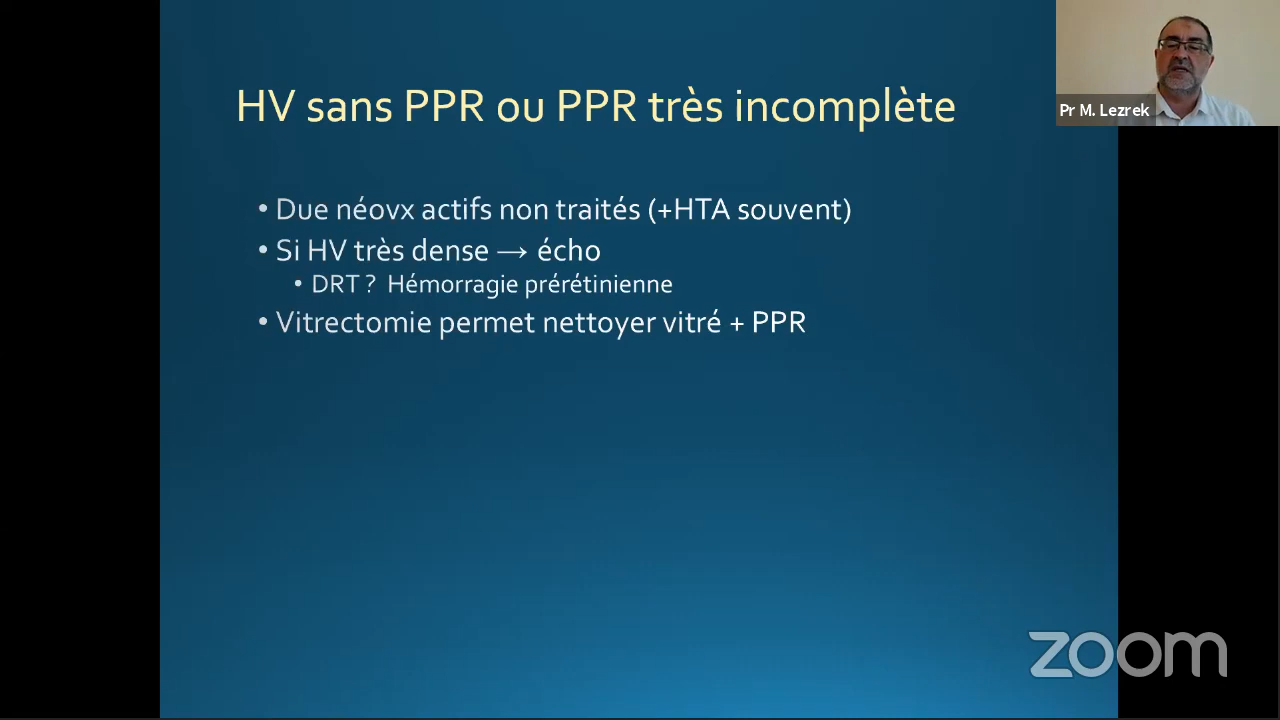 HV sans PPR ou PPR très incomplète
Pr M. Lezrek
• Due néovx actifs non traités (+HTA souvent)
• Si HV très dense → écho
• DRT ? Hémorragie prérétinienne
• Vitrectomie permet nettoyer vitré + PPR
zoom